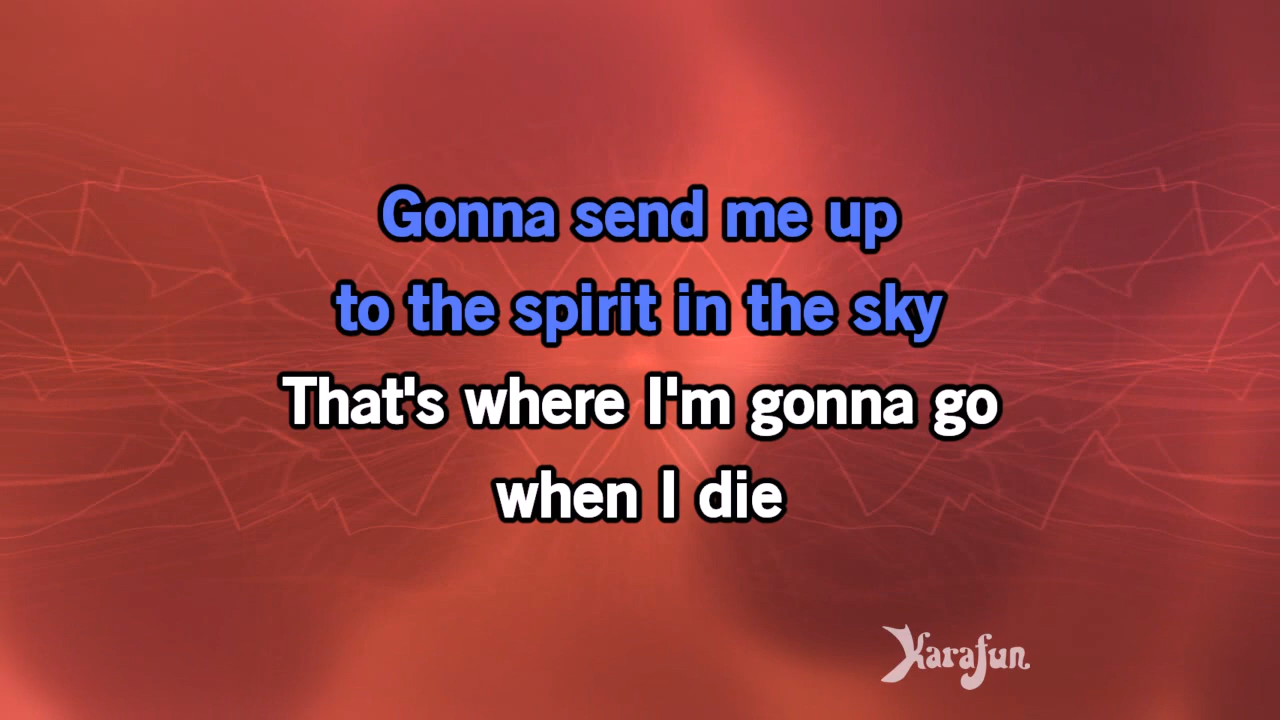 Gonna send me up
to the spirit in the sky
That's where I'm gonna go
when I die
Karafun